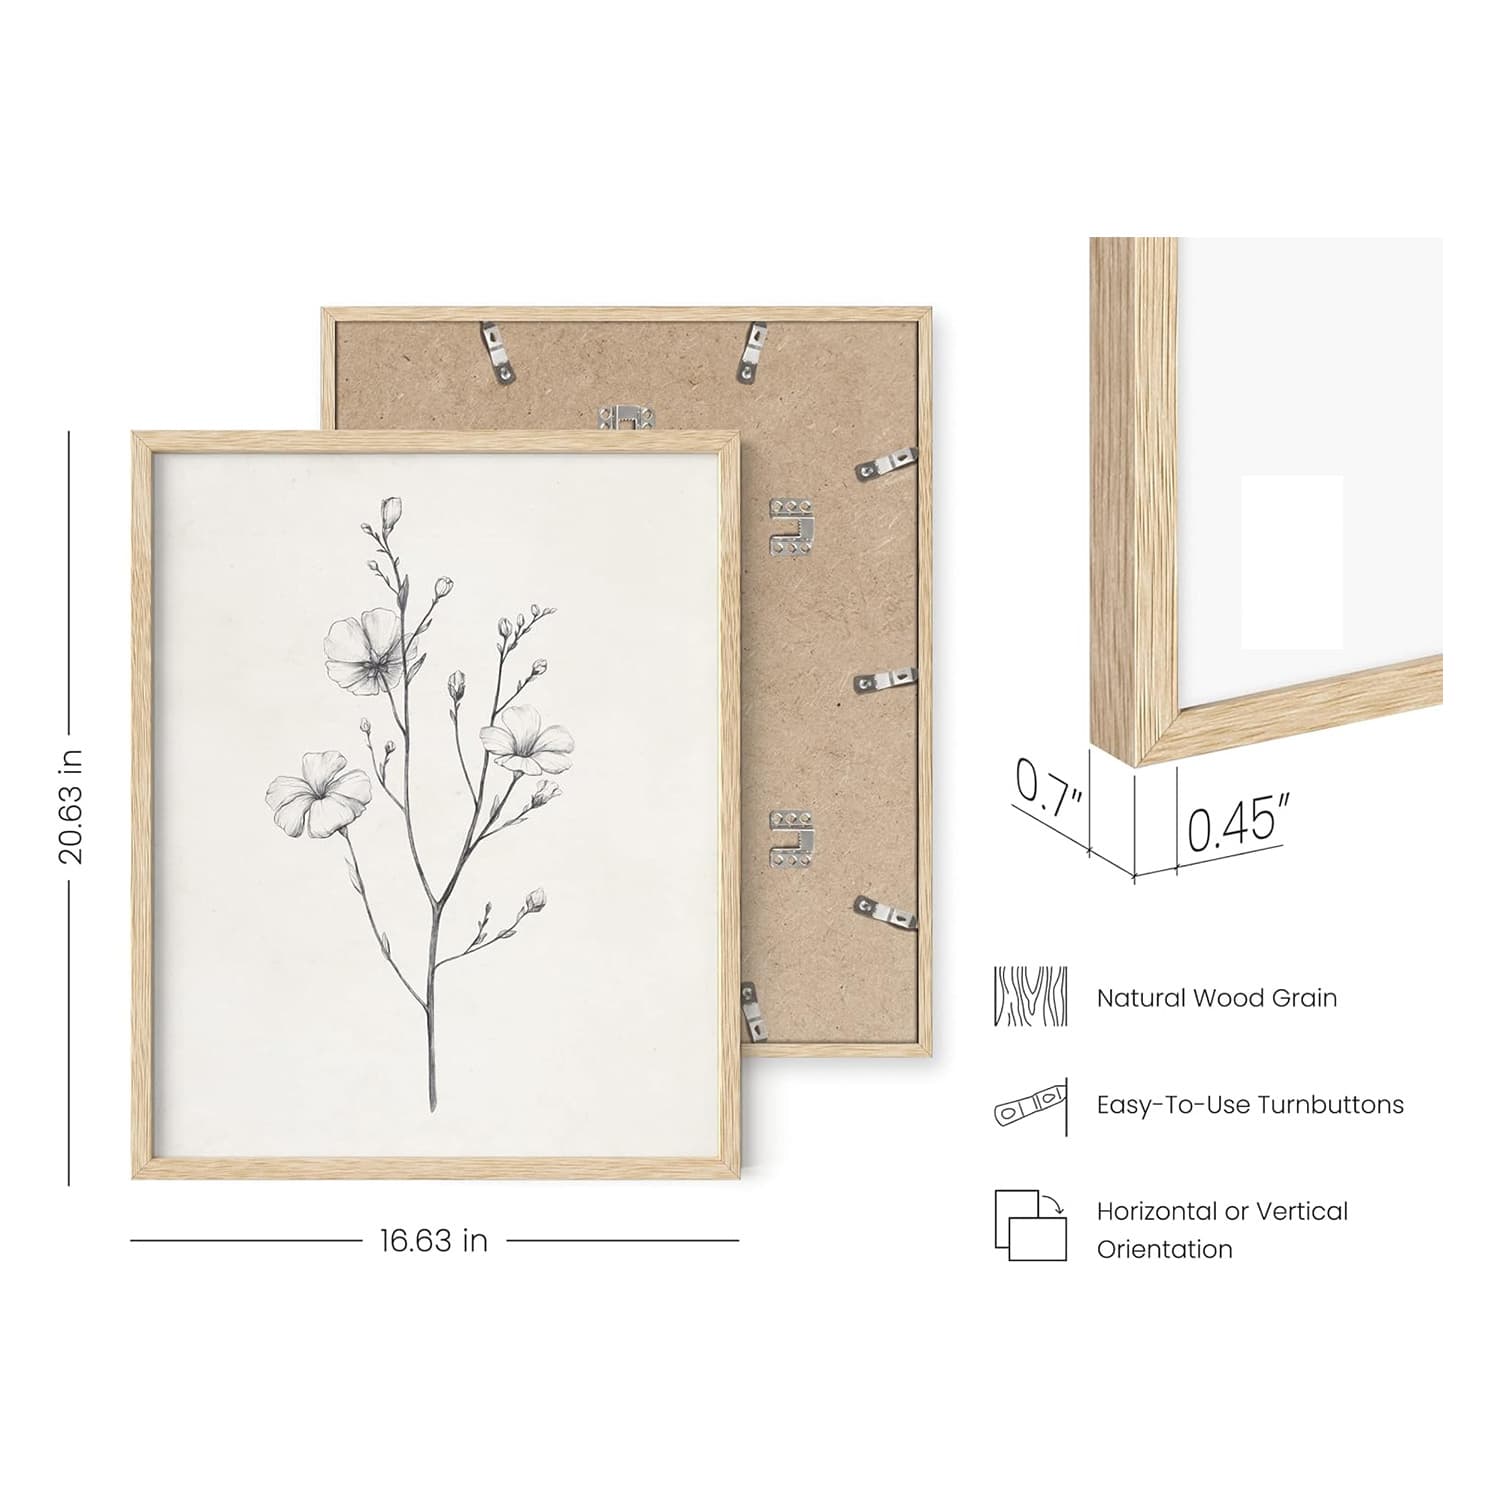 20.63 in
16.63 in
0.7"
0.45"
Natural Wood Grain
Easy-To-Use Turnbuttons
Horizontal or Vertical
Orientation